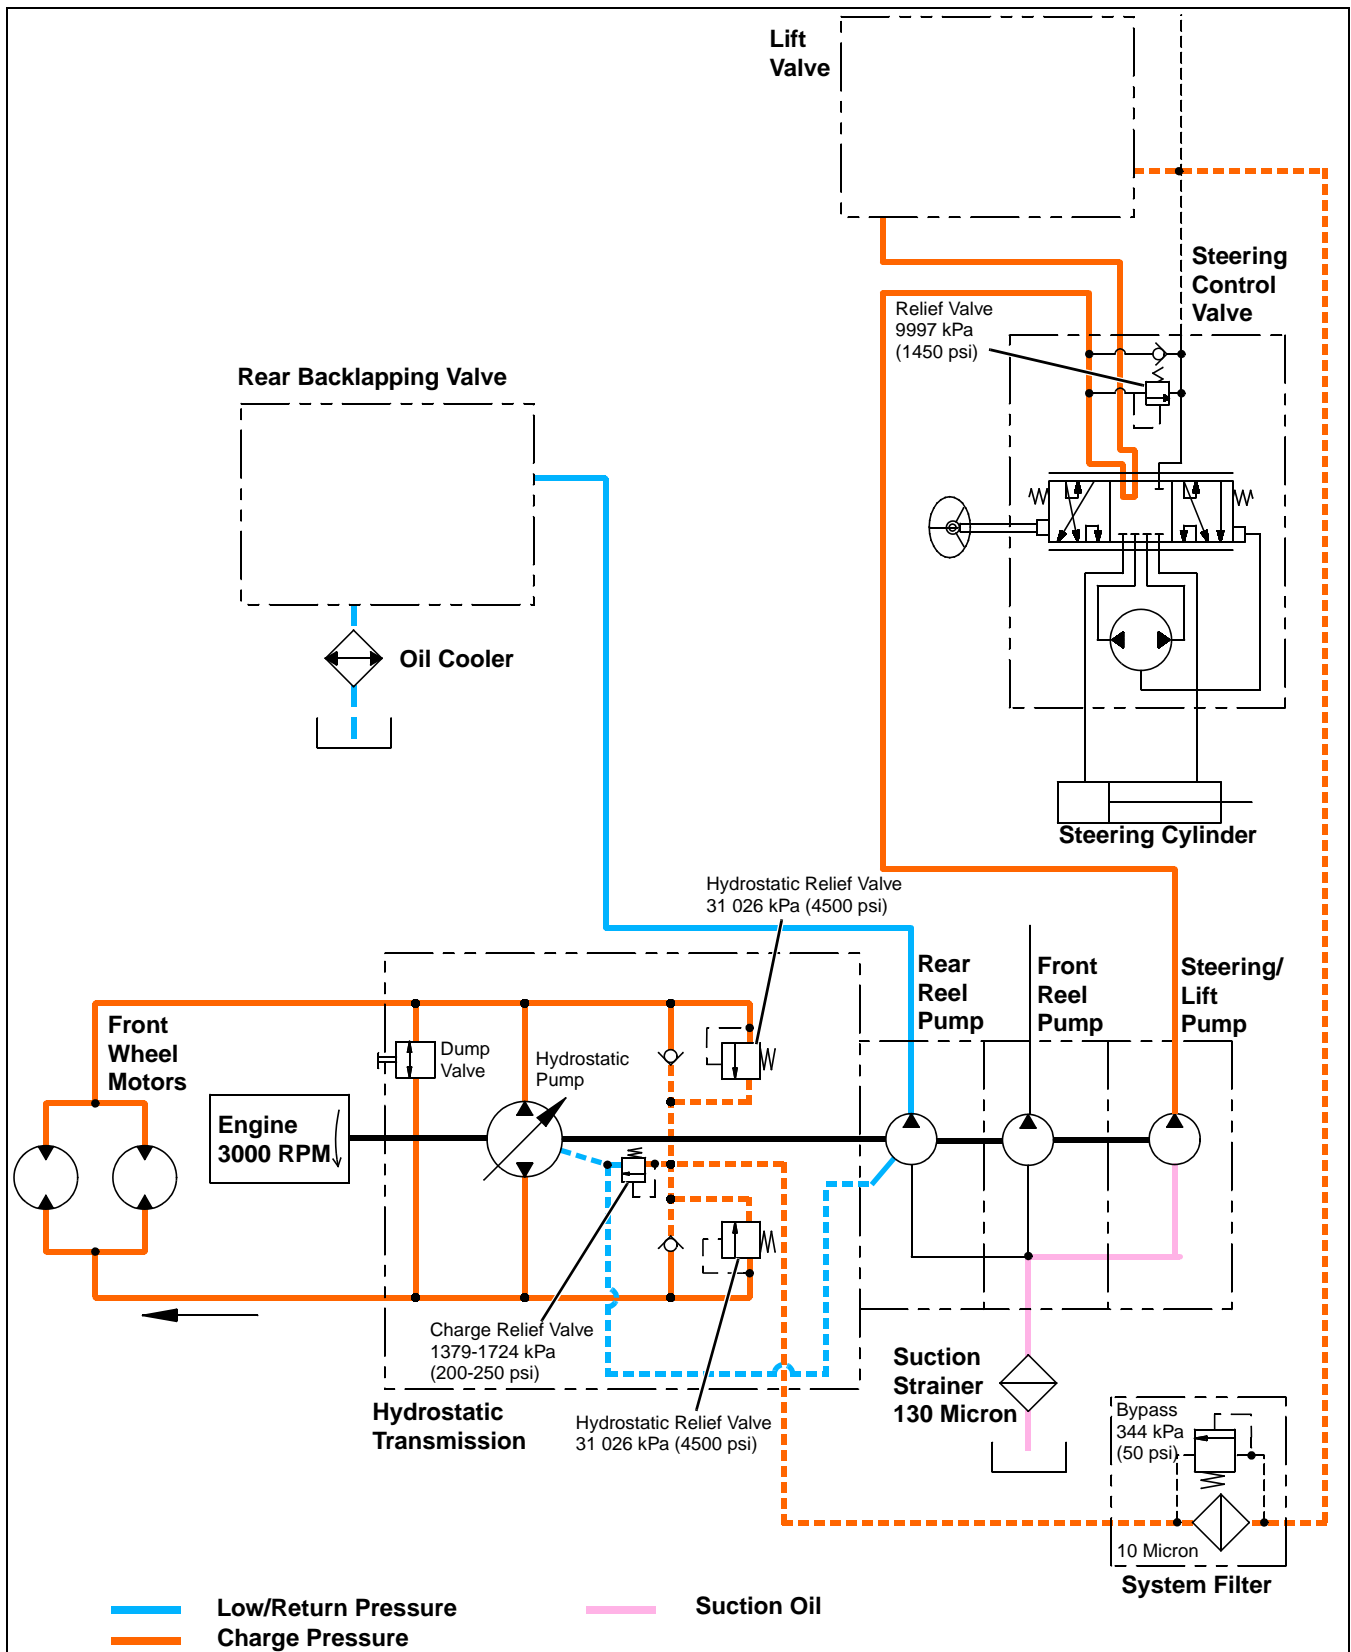 Lift
Valve
Steering
Control
Valve
Relief Valve
9997 kPa
(1450 psi)
Rear Backlapping Valve
Oil Cooler
Steering Cylinder
Hydrostatic Relief Valve
31 026 kPa (4500 psi)
Rear
Reel
Pump
Front
Reel
Pump
Steering/
Lift
Pump
Front
Wheel
Motors
Dump
Valve
Hydrostatic
Pump
Engine
3000 RPM
Charge Relief Valve
1379-1724 kPa
(200-250 psi)
Suction
Strainer
130 Micron
Hydrostatic
Transmission
Hydrostatic Relief Valve
31 026 kPa (4500 psi)
Bypass
344 kPa
(50 psi)
10 Micron
System Filter
Low/Return Pressure
Suction Oil
Charge Pressure